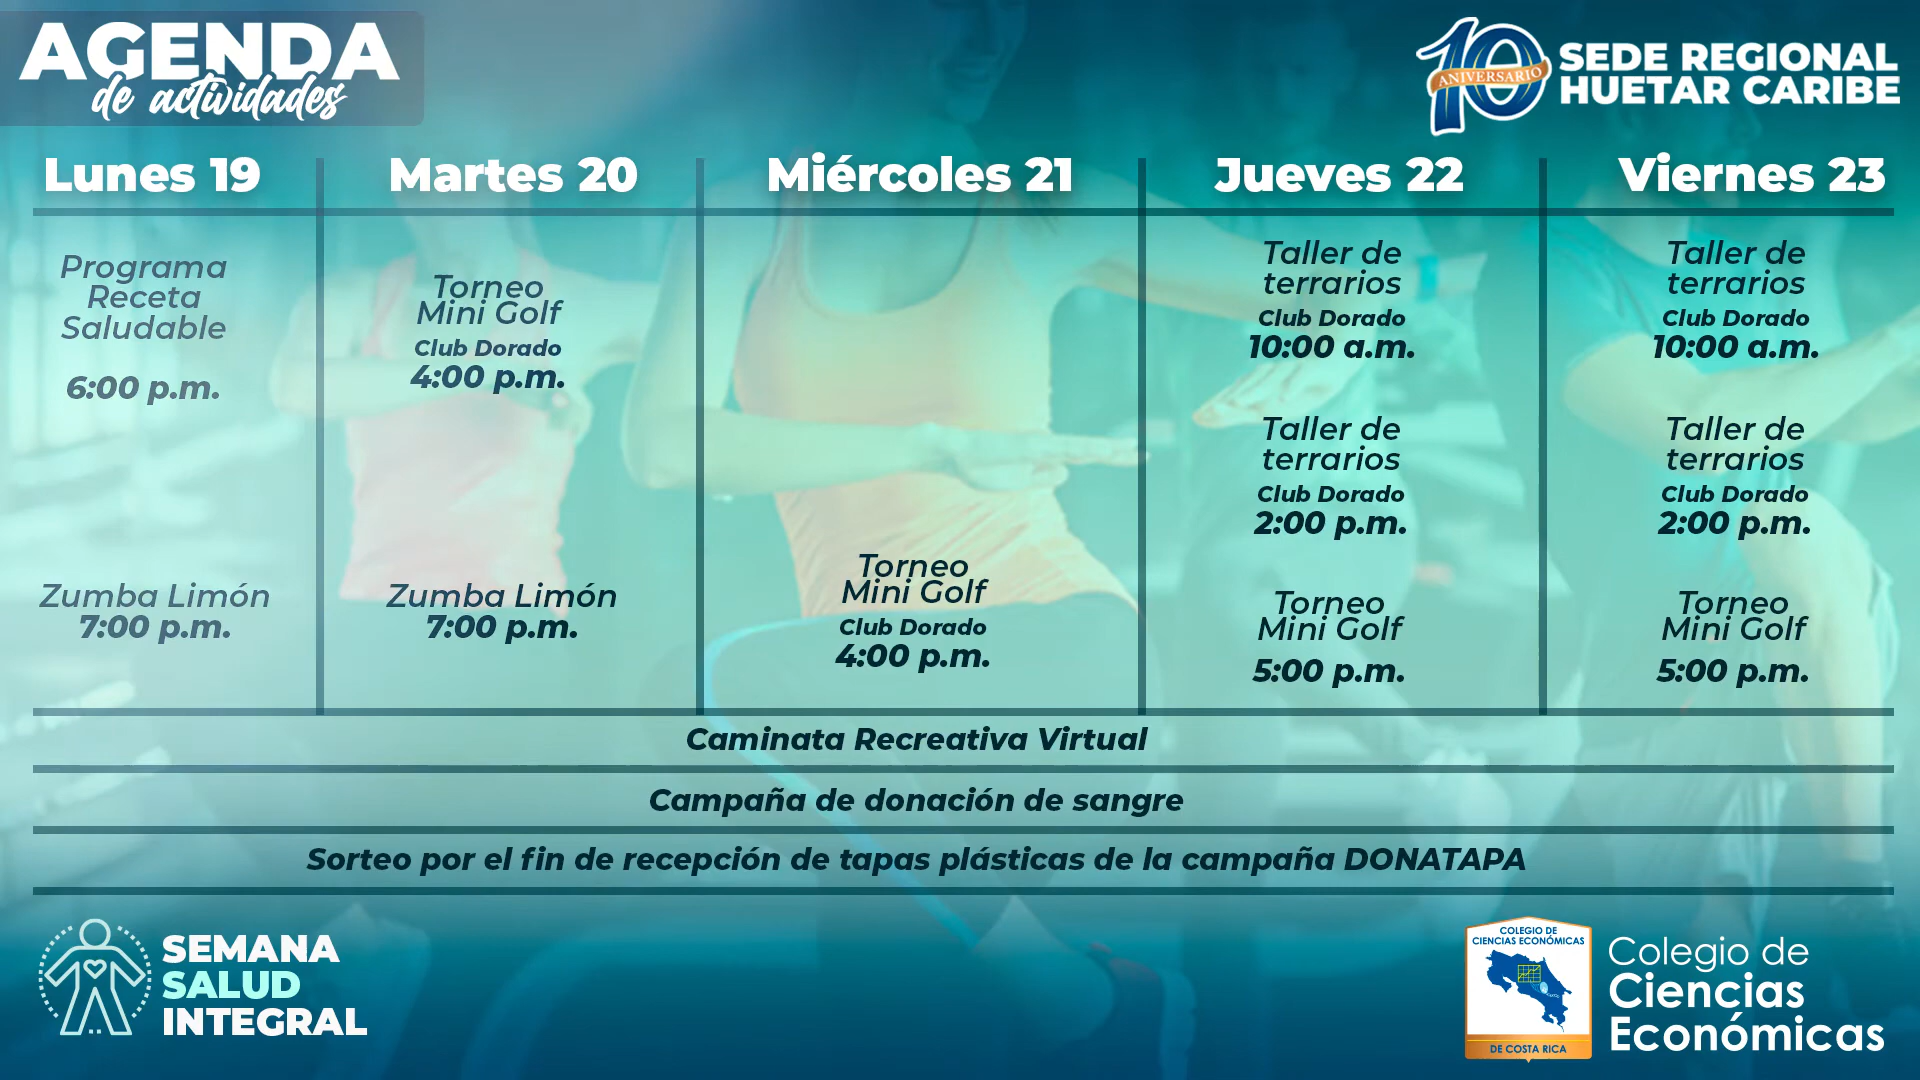 AGENDA
de actividades
10
ANIVERSARIO
SEDE REGIONAL
HUETAR CARIBE
Lunes 19
Programa
Receta
Saludable
6:00 p.m.
Zumba Limón
7:00 p.m.
Martes 20
Torneo
Mini Golf
Club Dorado
4:00 p.m.
Zumba Limón
7:00 p.m.
Miércoles 21
Torneo
Mini Golf
Club Dorado
4:00 p.m.
Jueves 22
Taller de
terrarios
Club Dorado
10:00 a.m.
Taller de
terrarios
Club Dorado
2:00 p.m.
Torneo
Mini Golf
5:00 p.m.
Viernes 23
Taller de
terrarios
Club Dorado
10:00 a.m.
Taller de
terrarios
Club Dorado
2:00 p.m.
Torneo
Mini Golf
5:00 p.m.
Caminata Recreativa Virtual
Campaña de donación de sangre
Sorteo por el fin de recepción de tapas plásticas de la campaña DONATAPA
SEMANA
SALUD
INTEGRAL
COLEGIO DE
CIENCIAS ECONÓMICAS
DE COSTA RICA
Colegio de
Ciencias
Económicas